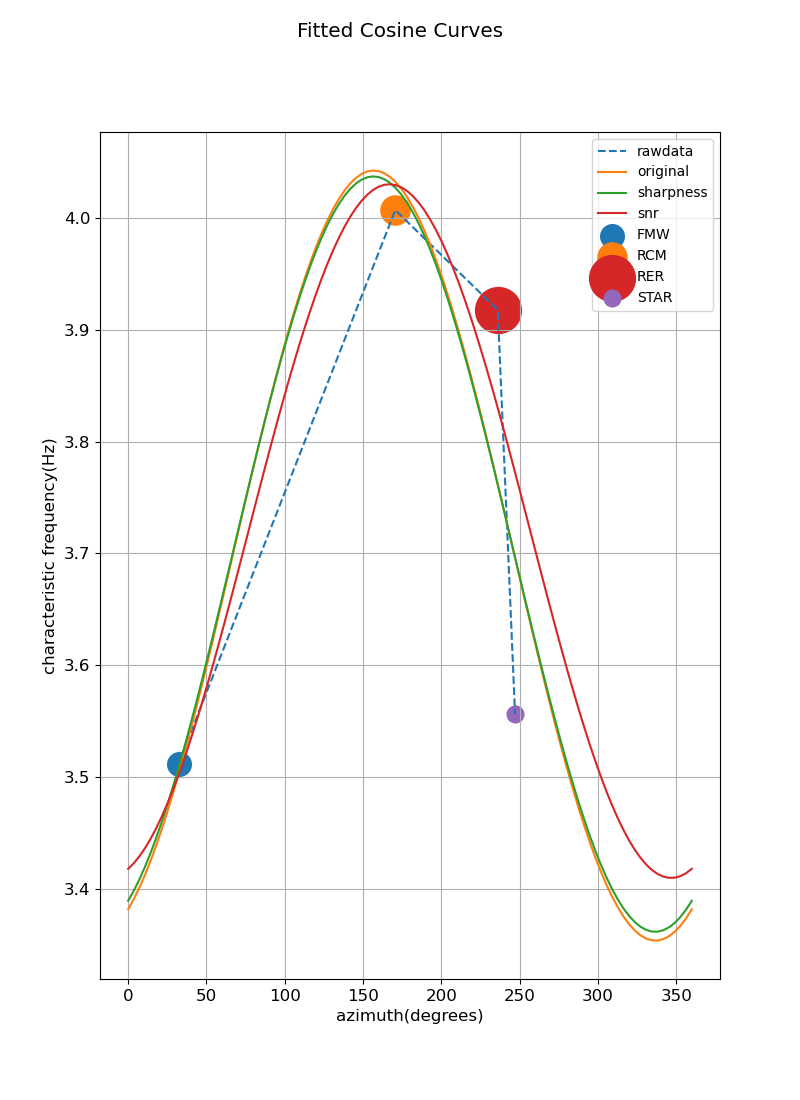 Fitted Cosine Curves
rawdata
original
sharpness
snr
FMW
RCM
RER
STAR
4.0
3.9
3.8
3.7
3.6
3.5
3.4
characteristic frequency(Hz)
0 50 100 150 200 250 300 350
azimuth(degrees)